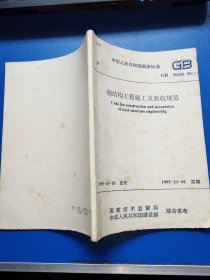 中华人民共和国国家标准
GB
GB 50205-95
钢结构工程施工及验收规范
Code for construction and acceptance
of steel structure engineering
发布
1995-11-01 实施
国家技术监督局
中华人民共和国建设部
联合发布